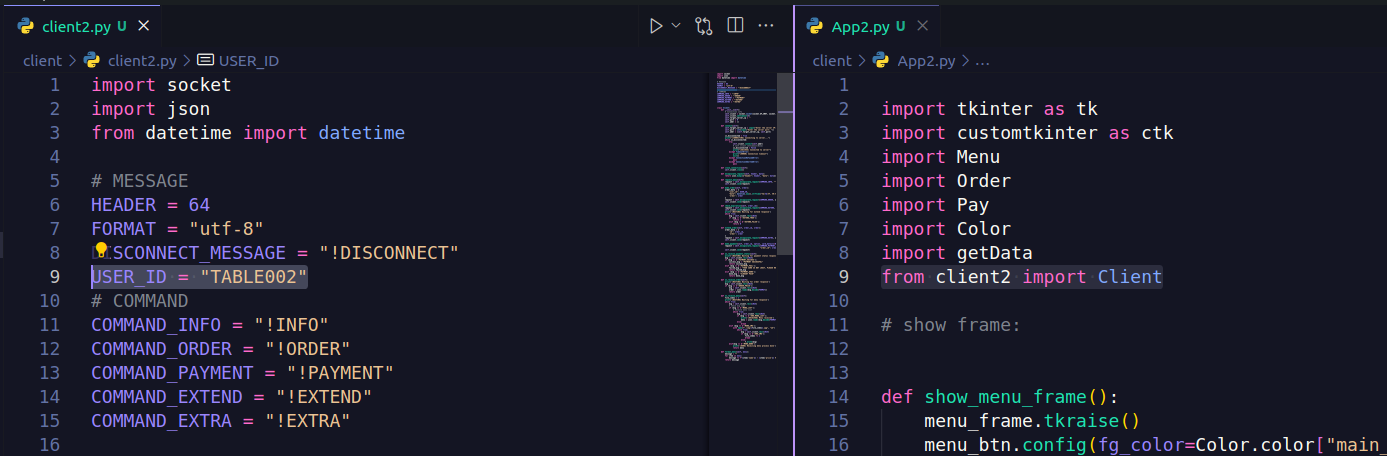 client2.py U
client > client2.py > USER_ID
1 import socket
2 import json
3 from datetime import datetime
4
5 # MESSAGE
6 HEADER = 64
7 FORMAT = "utf-8"
8 DISCONNECT_MESSAGE = "!DISCONNECT"
9 USER_ID = "TABLE002"
10 # COMMAND
11 COMMAND_INFO = "!INFO"
12 COMMAND_ORDER = "!ORDER"
13 COMMAND_PAYMENT = "!PAYMENT"
14 COMMAND_EXTEND = "!EXTEND"
15 COMMAND_EXTRA = "!EXTRA"
16
App2.py U
client > App2.py > ...
1
2 import tkinter as tk
3 import customtkinter as ctk
4 import Menu
5 import Order
6 import Pay
7 import Color
8 import getData
9 from client2 import Client
10
11 # show frame:
12
13
14 def show_menu_frame():
15 menu_frame.tkraise()
16 menu_btn.config(fg_color=Color.color["main_